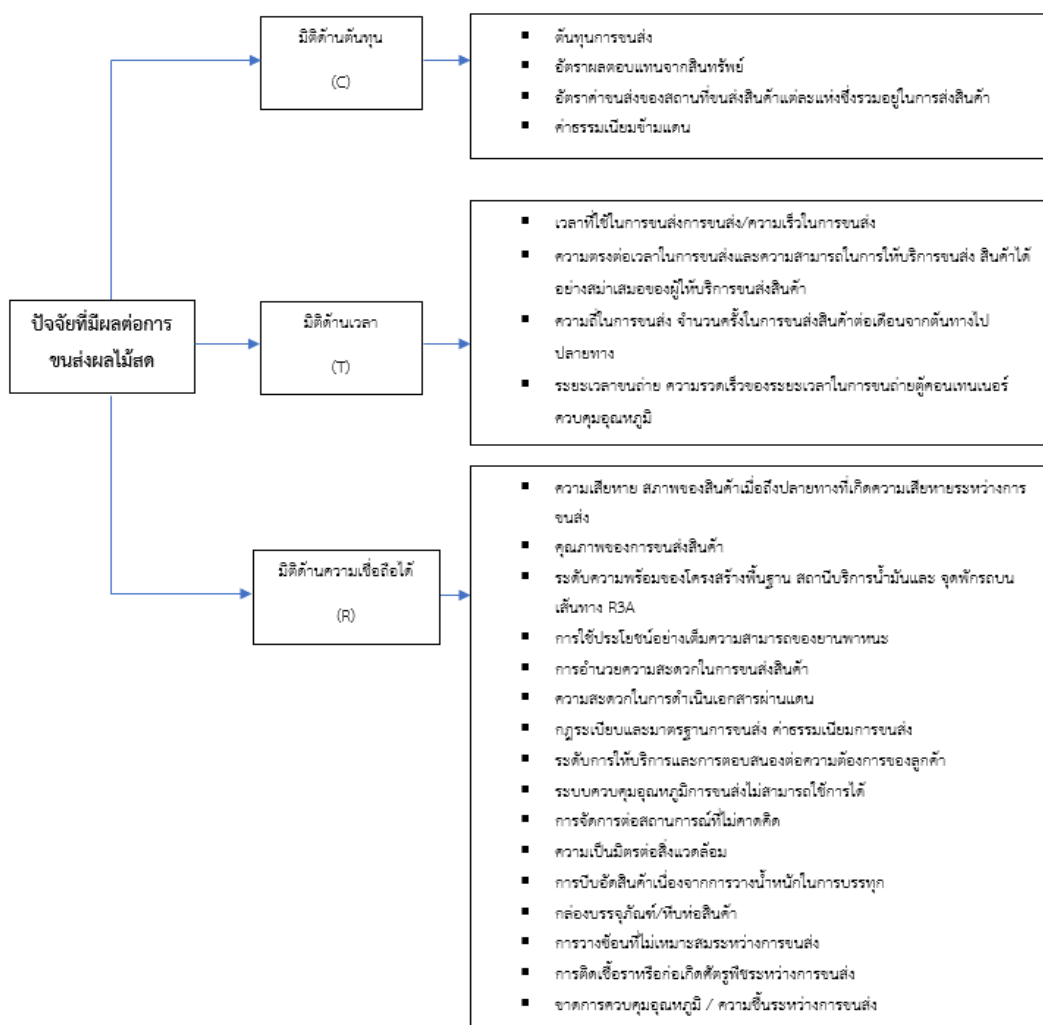 มิติด้านต้นทุน
(C)
▪ ต้นทุนการขนส่ง
▪ อัตราผลตอบแทนจากสินทรัพย์
▪ อัตราค่าขนส่งของสถานที่ขนส่งสินค้าแต่ละแห่งซึ่งรวมอยู่ในการส่งสินค้า
▪ ค่าธรรมเนียมข้ามแดน
ปัจจัยที่มีผลต่อการ
ขนส่งผลไม้สด
มิติด้านเวลา
(T)
▪ เวลาที่ใช้ในการขนส่งการขนส่ง/ความเร็วในการขนส่ง
▪ ความตรงต่อเวลาในการขนส่งและความสามารถในการให้บริการขนส่ง สินค้าได้
อย่างสม่ำเสมอของผู้ให้บริการขนส่งสินค้า
▪ ความถี่ในการขนส่ง จำนวนครั้งในการขนส่งสินค้าต่อเดือนจากต้นทางไป
ปลายทาง
▪ ระยะเวลาขนถ่าย ความรวดเร็วของระยะเวลาในการขนถ่ายตู้คอนเทนเนอร์
ควบคุมอุณหภูมิ
มิติด้านความเชื่อถือได้
(R)
▪ ความเสียหาย สภาพของสินค้าเมื่อถึงปลายทางที่เกิดความเสียหายระหว่างการ
ขนส่ง
▪ คุณภาพของการขนส่งสินค้า
▪ ระดับความพร้อมของโครงสร้างพื้นฐาน สถานีบริการน้ำมันและ จุดพักรถบน
เส้นทาง R3A
▪ การใช้ประโยชน์อย่างเต็มความสามารถของยานพาหนะ
▪ การอำนวยความสะดวกในการขนส่งสินค้า
▪ ความสะดวกในการดำเนินเอกสารผ่านแดน
▪ กฎระเบียบและมาตรฐานการขนส่ง ค่าธรรมเนียมการขนส่ง
▪ ระดับการให้บริการและการตอบสนองต่อความต้องการของลูกค้า
▪ ระบบควบคุมอุณหภูมิการขนส่งไม่สามารถใช้การได้
▪ การจัดการต่อสถานการณ์ที่ไม่คาดคิด
▪ ความเป็นมิตรต่อสิ่งแวดล้อม
▪ การบีบอัดสินค้าเนื่องจากการวางน้ำหนักในการบรรทุก
▪ กล่องบรรจุภัณฑ์/หีบห่อสินค้า
▪ การวางซ้อนที่ไม่เหมาะสมระหว่างการขนส่ง
▪ การติดเชื้อราหรือก่อเกิดศัตรูพืชระหว่างการขนส่ง
▪ ขาดการควบคุมอุณหภูมิ / ความชื้นระหว่างการขนส่ง